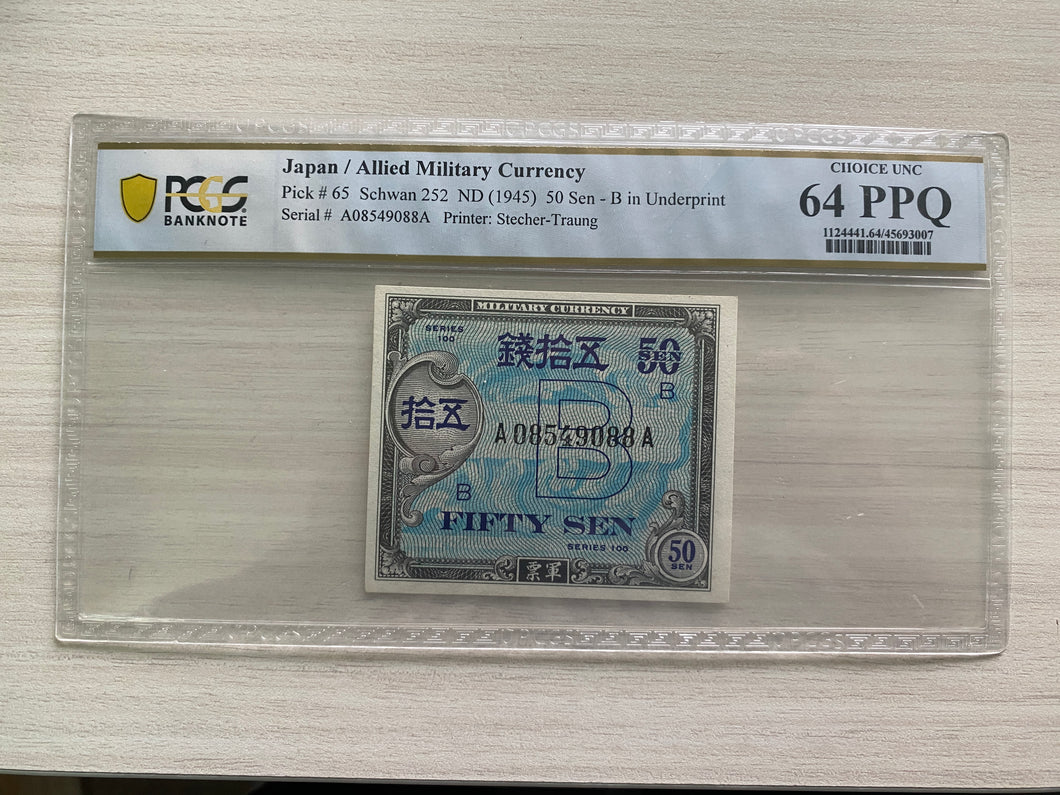 PCGS
BANKNOTE
Japan / Allied Military Currency
Pick # 65 Schwan 252 ND (1945) 50 Sen - B in Underprint
Serial # A08549088A Printer: Stecher-Traung
CHOICE UNC
64 PPQ
1124441.64/45693007
MILITARY CURRENCY
SERIES
100
錢拾五
50
SEN
B
拾五
B
A08549088A
B
FIFTY SEN
SERIES 100
50
SEN
票軍